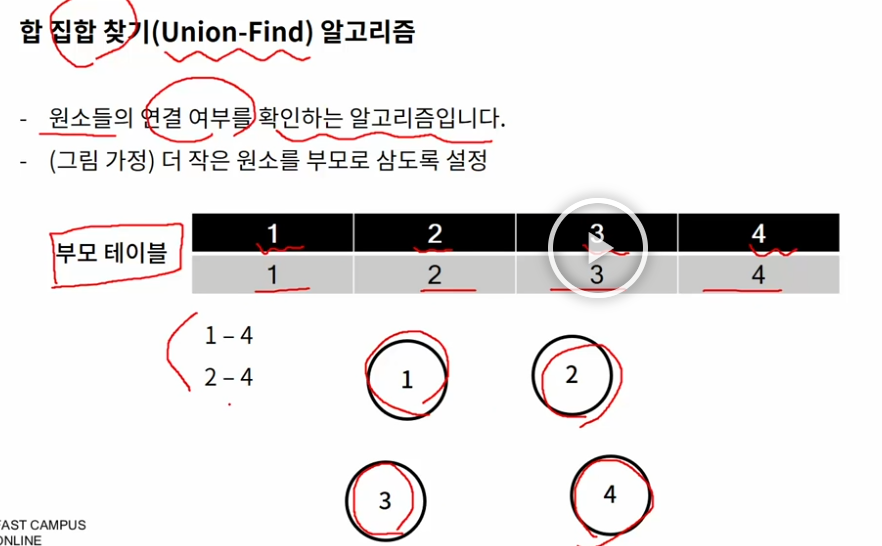 합 집합 찾기(Union-Find) 알고리즘
- 원소들의 연결 여부를 확인하는 알고리즘입니다.
- (그림 가정) 더 작은 원소를 부모로 삼도록 설정
1 2 3 4
부모 테이블
1 2 3 4
1 – 4
2 – 4
1 2
3 4
FAST CAMPUS
ONLINE